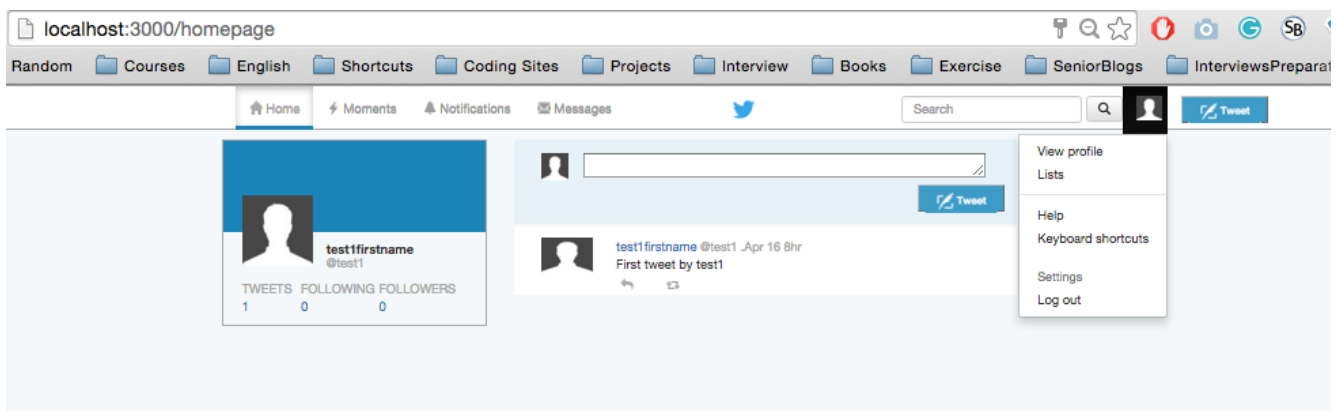 localhost:3000/homepage
Random Courses English Shortcuts Coding Sites Projects Interview Books Exercise SeniorBlogs InterviewsPreparat
Home Moments Notifications Messages Search Tweet
View profile
Lists
Help
Keyboard shortcuts
Settings
Log out
Tweet
test1firstname
@test1
TWEETS FOLLOWING FOLLOWERS
1 0 0
test1firstname @test1 .Apr 16 8hr
First tweet by test1
SB